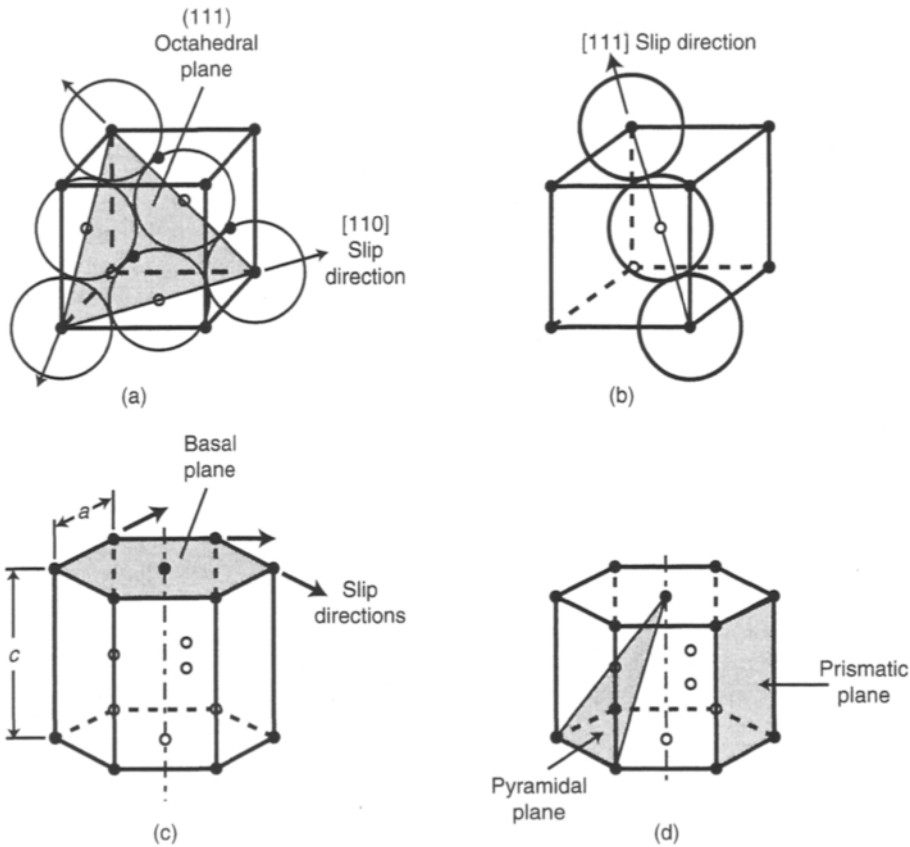 (111)
Octahedral
plane
[110]
Slip
direction
(a)
[111] Slip direction
(b)
Basal
plane
a
c
Slip
directions
(c)
Prismatic
plane
Pyramidal
plane
(d)